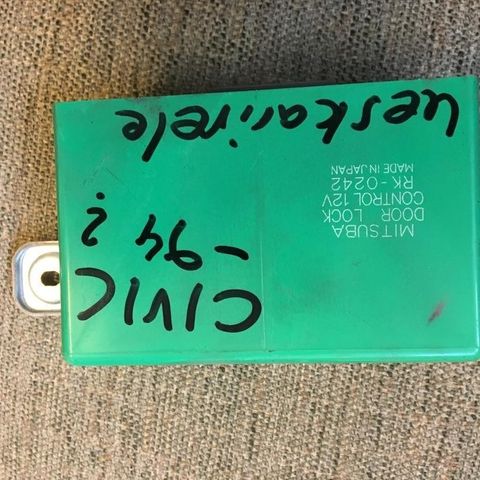 CIVIC
-94 ?
MITSUBA
DOOR LOCK
CONTROL 12V
RK-0242
MADE IN JAPAN